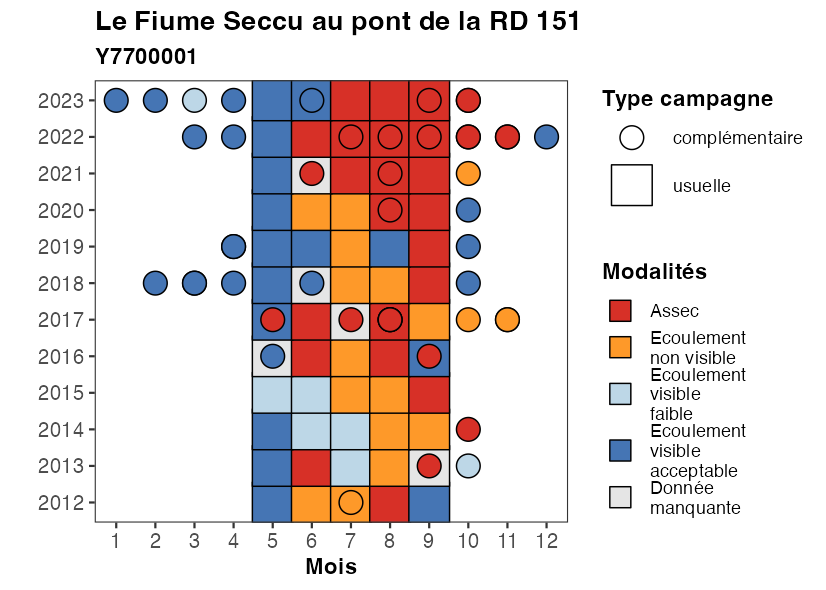 Le Fiume Seccu au pont de la RD 151
Y7700001
2023
2022
2021
2020
2019
2018
2017
2016
2015
2014
2013
2012
1 2 3 4 5 6 7 8 9 10 11 12
Mois
Type campagne
complémentaire
usuelle
Modalités
Assec
Ecoulement
non visible
Ecoulement
visible
faible
Ecoulement
visible
acceptable
Donnée
manquante